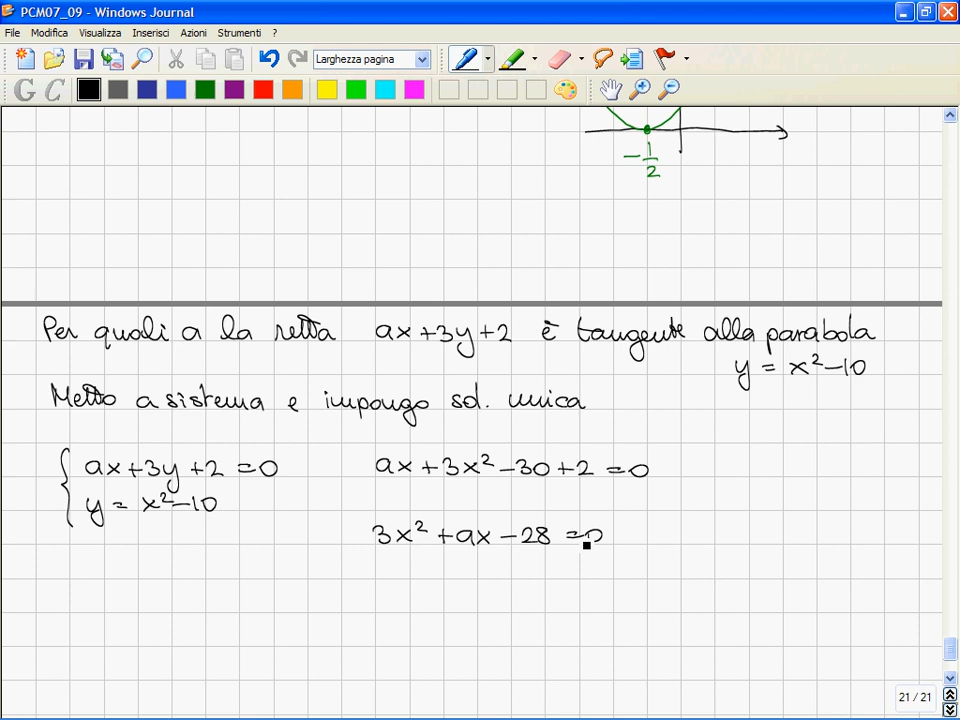 PCM07_09 - Windows Journal
File Modifica Visualizza Inserisci Azioni Strumenti ?
Larghezza pagina
G C
-1/2
Per quali a la retta ax+3y+2 è tangente alla parabola
y = x²-10
Metto a sistema e impongo sol. unica
ax+3y+2=0 ax+3x²-30+2=0
y = x²-10
3x²+ax-28=0
21 / 21